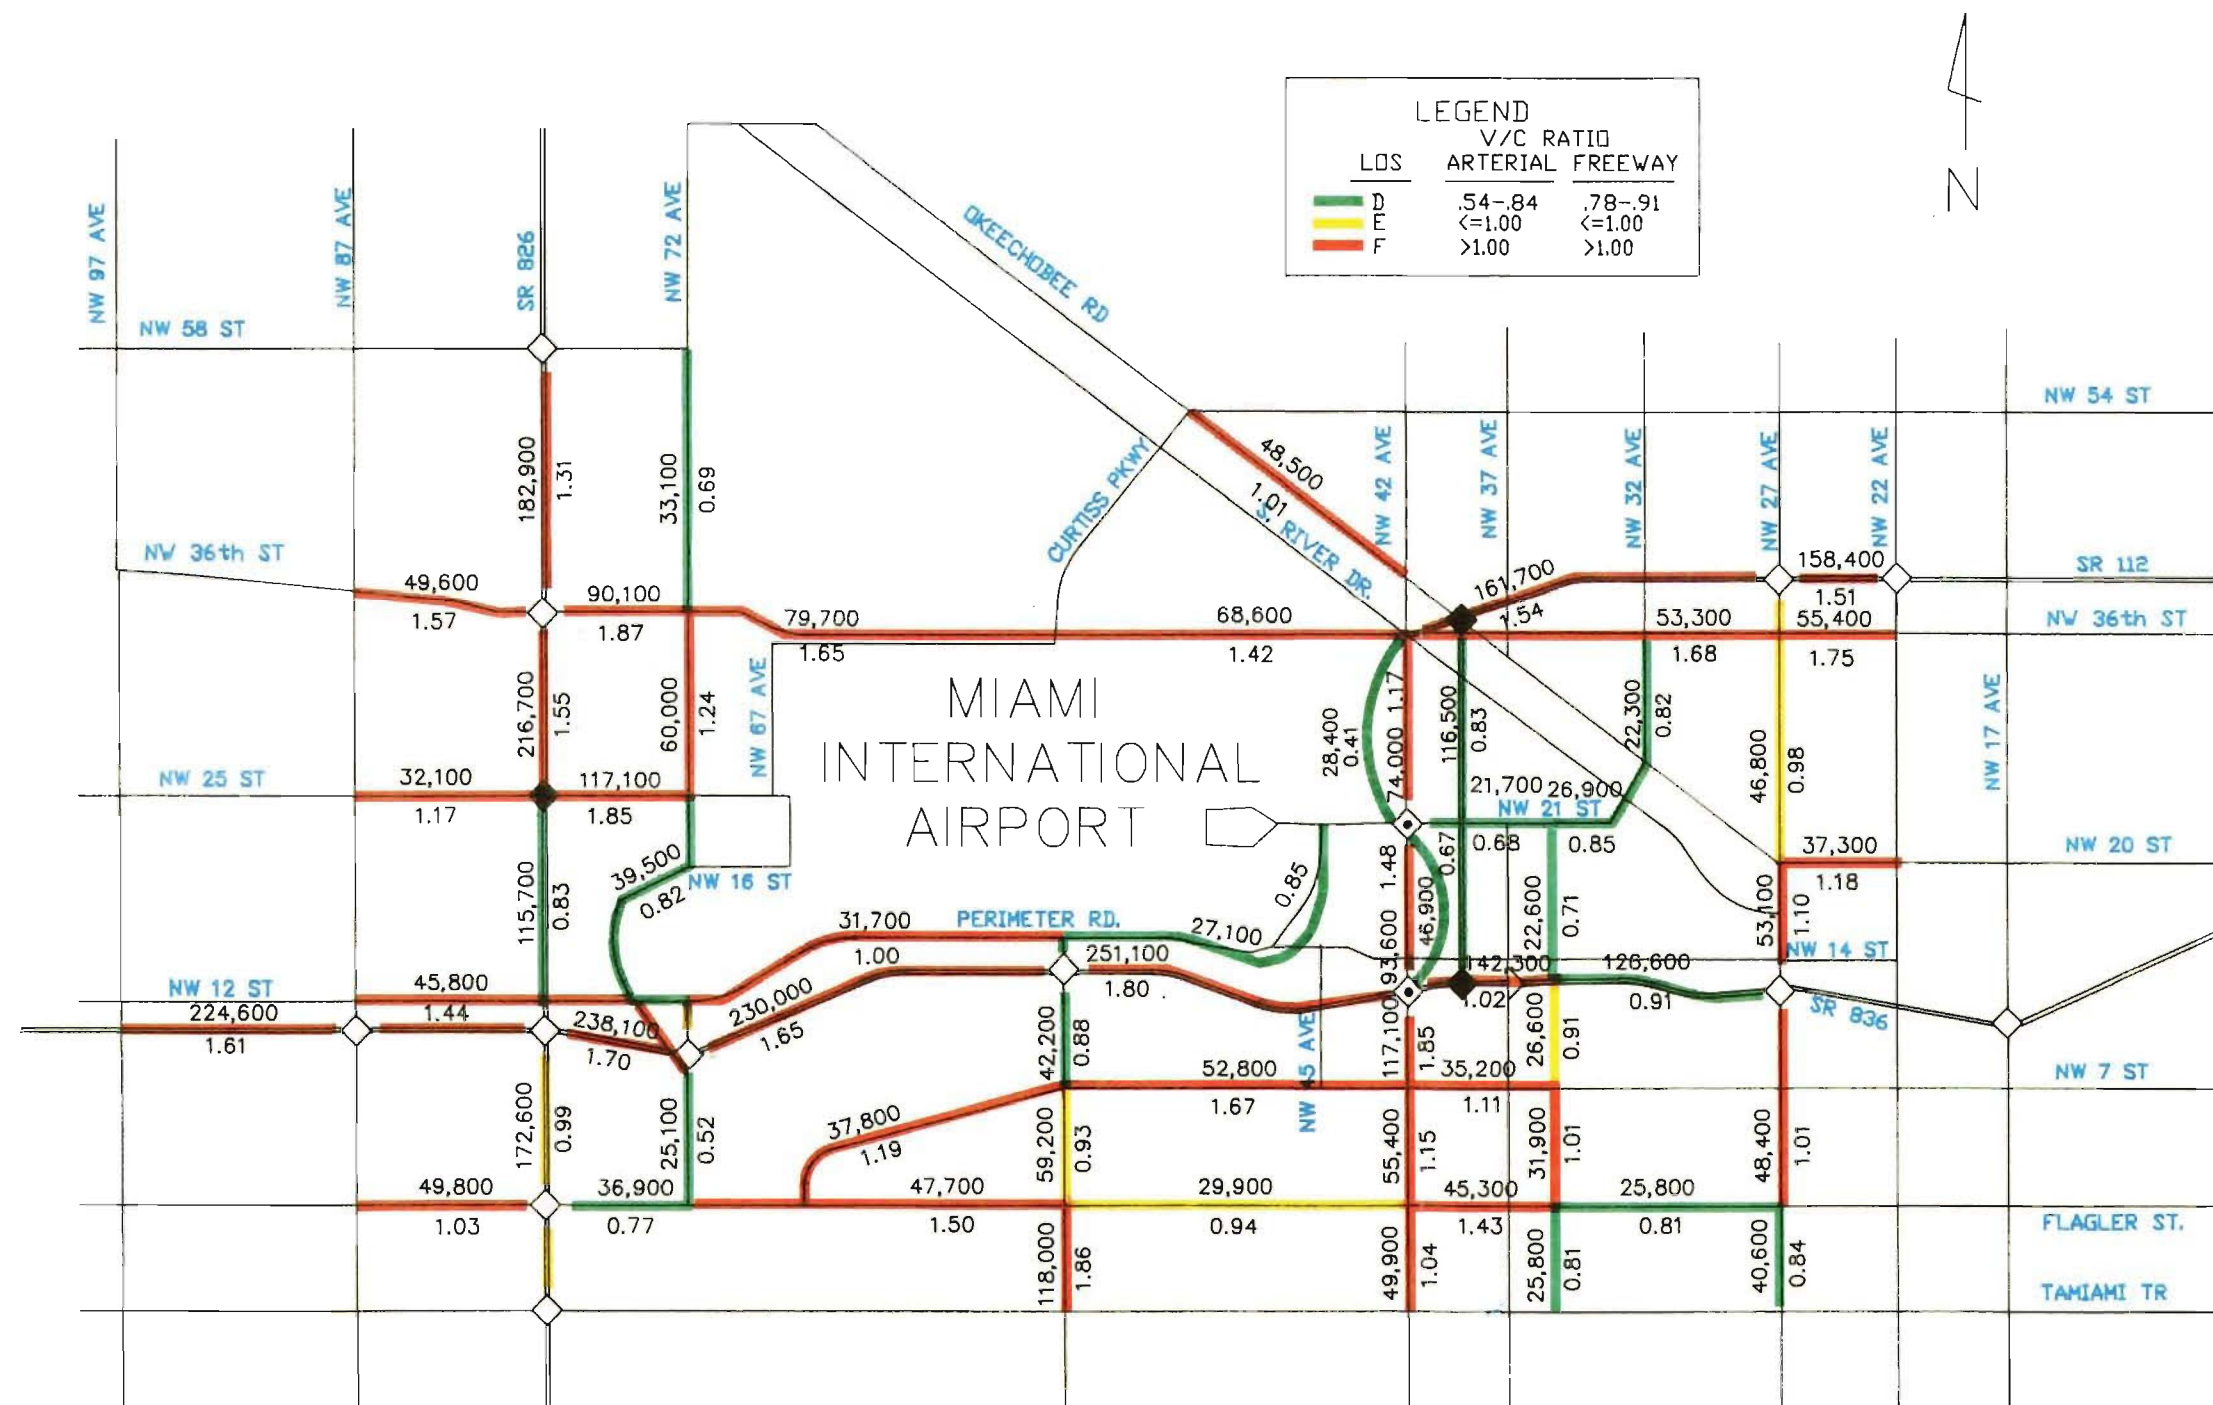 LEGEND
V/C RATIO
LOS ARTERIAL FREEWAY
D .54-.84 .78-.91
E <=1.00 <=1.00
F >1.00 >1.00
N
NW 97 AVE
NW 87 AVE
SR 826
NW 72 AVE
OKEECHOBEE RD
NW 58 ST
NW 54 ST
CURTISS PKWY
NW 42 AVE
NW 37 AVE
NW 32 AVE
NW 27 AVE
NW 22 AVE
182,900
1.31
33,100
0.69
48,500
1.01
S. RIVER DR.
NW 36th ST
49,600
1.57
90,100
1.87
79,700
1.65
68,600
1.42
161,700
1.54
158,400
1.51
SR 112
53,300
1.68
55,400
1.75
NW 36th ST
216,700
1.55
60,000
1.24
NW 67 AVE
MIAMI
INTERNATIONAL
AIRPORT
28,400
0.41
74,000 1.17
116,500
0.83
22,300
0.82
46,800
0.98
NW 17 AVE
NW 25 ST
32,100
1.17
117,100
1.85
21,700
26,900
NW 21 ST
0.68
0.85
37,300
1.18
NW 20 ST
115,700
0.83
39,500
0.82
NW 16 ST
0.85
1.48
93,600
0.67
46,900
22,600
0.71
53,100
1.10
31,700
PERIMETER RD.
1.00
27,100
251,100
1.80
142,300
1.02
126,600
0.91
NW 14 ST
SR 836
NW 12 ST
45,800
1.44
224,600
1.61
238,100
1.70
230,000
1.65
42,200
0.88
NW 45 AVE
117,100
1.85
26,600
0.91
NW 7 ST
52,800
1.67
35,200
1.11
172,600
0.99
25,100
0.52
37,800
1.19
59,200
0.93
55,400
1.15
31,900
1.01
48,400
1.01
49,800
1.03
36,900
0.77
47,700
1.50
29,900
0.94
45,300
1.43
25,800
0.81
FLAGLER ST.
118,000
1.86
49,900
1.04
25,800
0.81
40,600
0.84
TAMIAMI TR